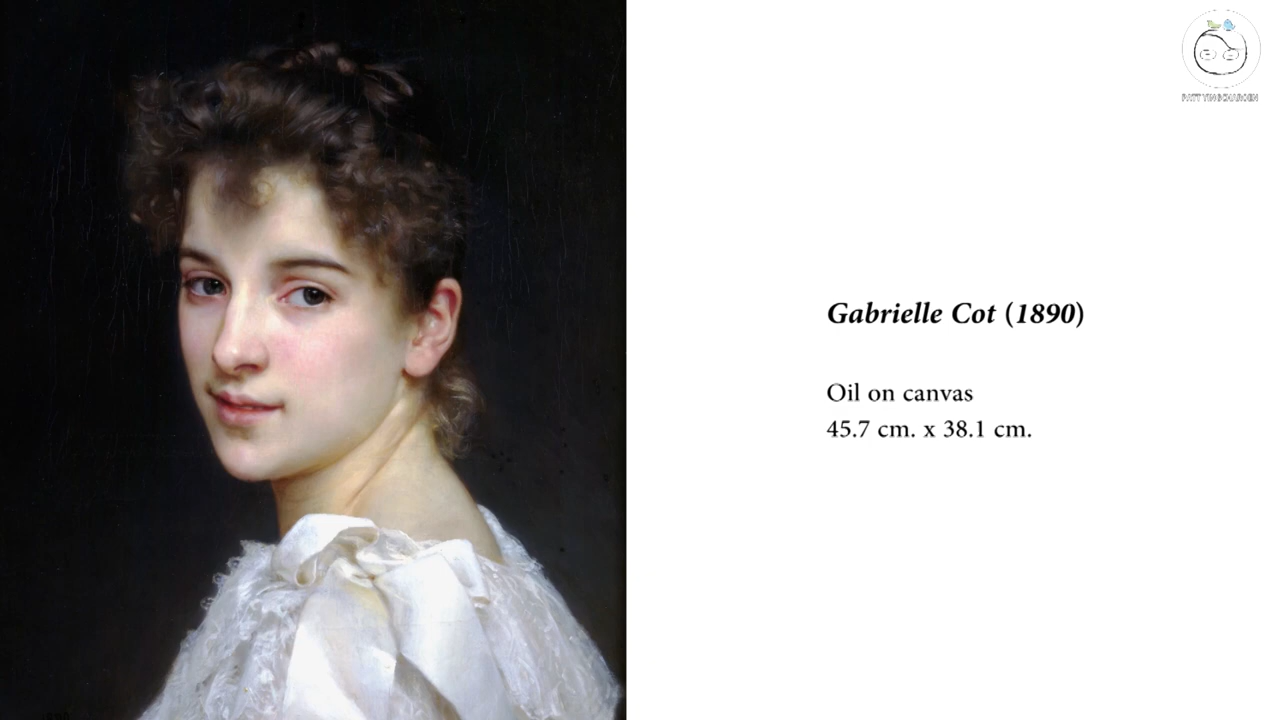 Gabrielle Cot (1890)
Oil on canvas
45.7 cm. x 38.1 cm.